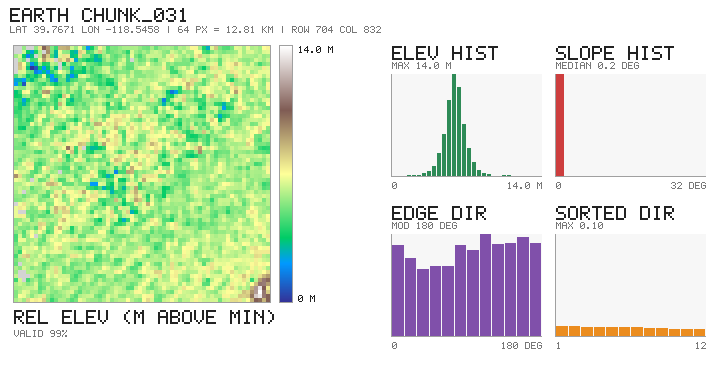 EARTH CHUNK_031
LAT 39.7671 LON -118.5458 | 64 PX = 12.81 KM | ROW 704 COL 832
14.0 M
0 M
REL ELEV (M ABOVE MIN)
VALID 99%
ELEV HIST
MAX 14.0 M
0 14.0 M
SLOPE HIST
MEDIAN 0.2 DEG
0 32 DEG
EDGE DIR
MOD 180 DEG
0 180 DEG
SORTED DIR
MAX 0.10
1 12